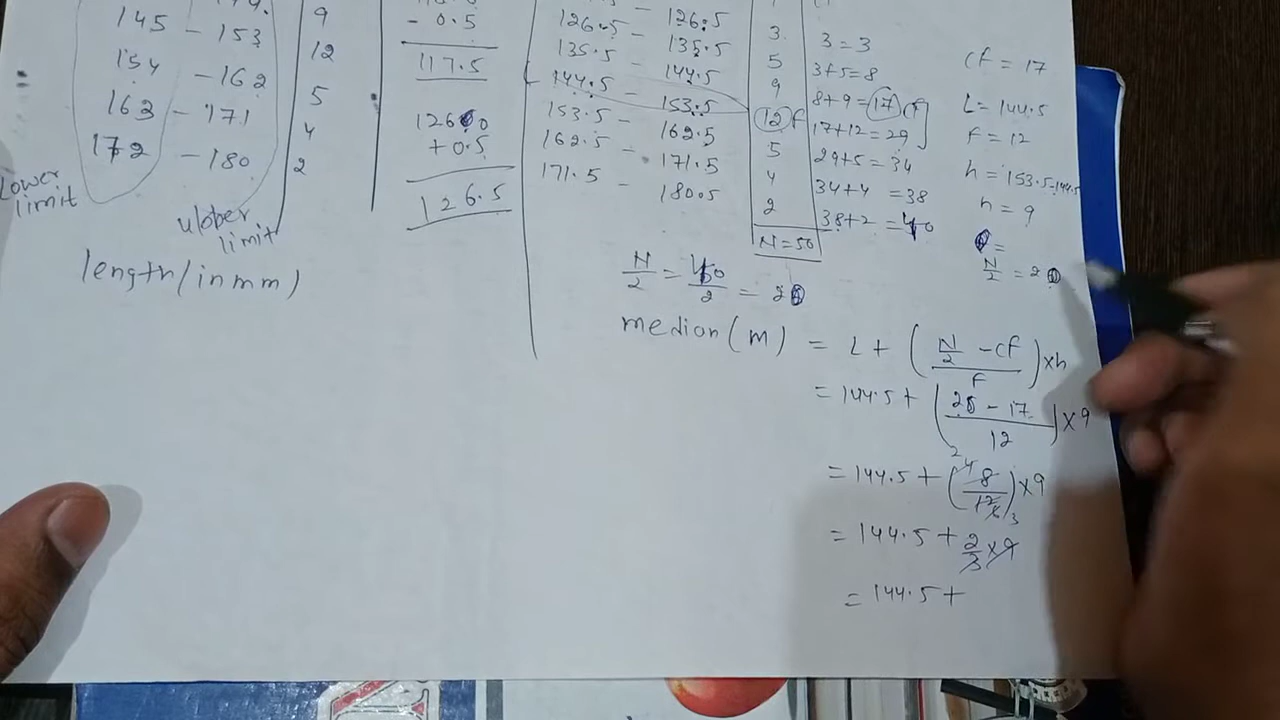 145 - 153 9
154 - 162 12
163 - 171 5
172 - 180 4
2
Lower limit
upper limit
length (in mm)
- 0.5
117.5
126.0
+ 0.5
126.5
- 126.5 3 3 = 3
126.5 - 135.5 5 3+5=8
135.5 - 144.5 9 8+9 = 17 cf
144.5 - 153.5 12 f 17+12 = 29
153.5 - 162.5 5 29+5 = 34
162.5 - 171.5 4 34+4 = 38
171.5 - 180.5 2 38+2 = 40
N=50
cf = 17
L = 144.5
f = 12
h = 153.5-144.5
h = 9
N/2 = 20
N/2 = 40/2 = 20
median (m) = L + (N/2 - cf / f) × h
= 144.5 + (20 - 17 / 12) × 9
= 144.5 + (8/12) × 9
= 144.5 + 2/3 × 9
= 144.5 +